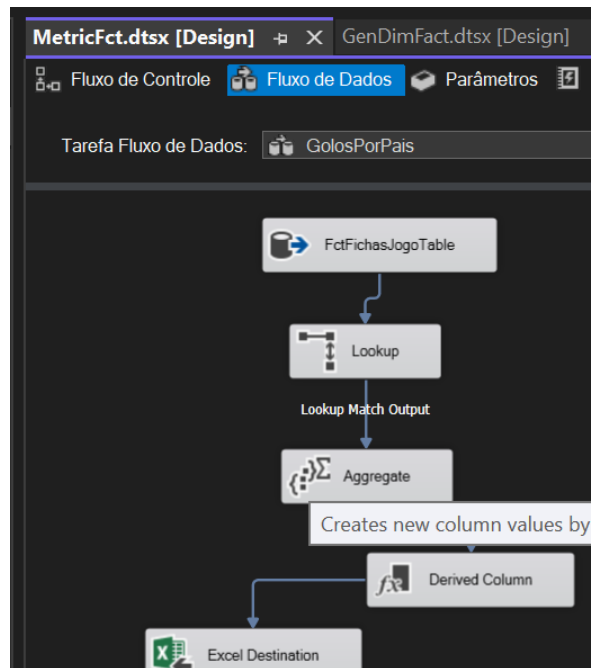 MetricFct.dtsx [Design] GenDimFact.dtsx [Design]
Fluxo de Controle Fluxo de Dados Parâmetros
Tarefa Fluxo de Dados: GolosPorPais
FctFichasJogoTable
Lookup
Lookup Match Output
Aggregate
Creates new column values by
Derived Column
Excel Destination